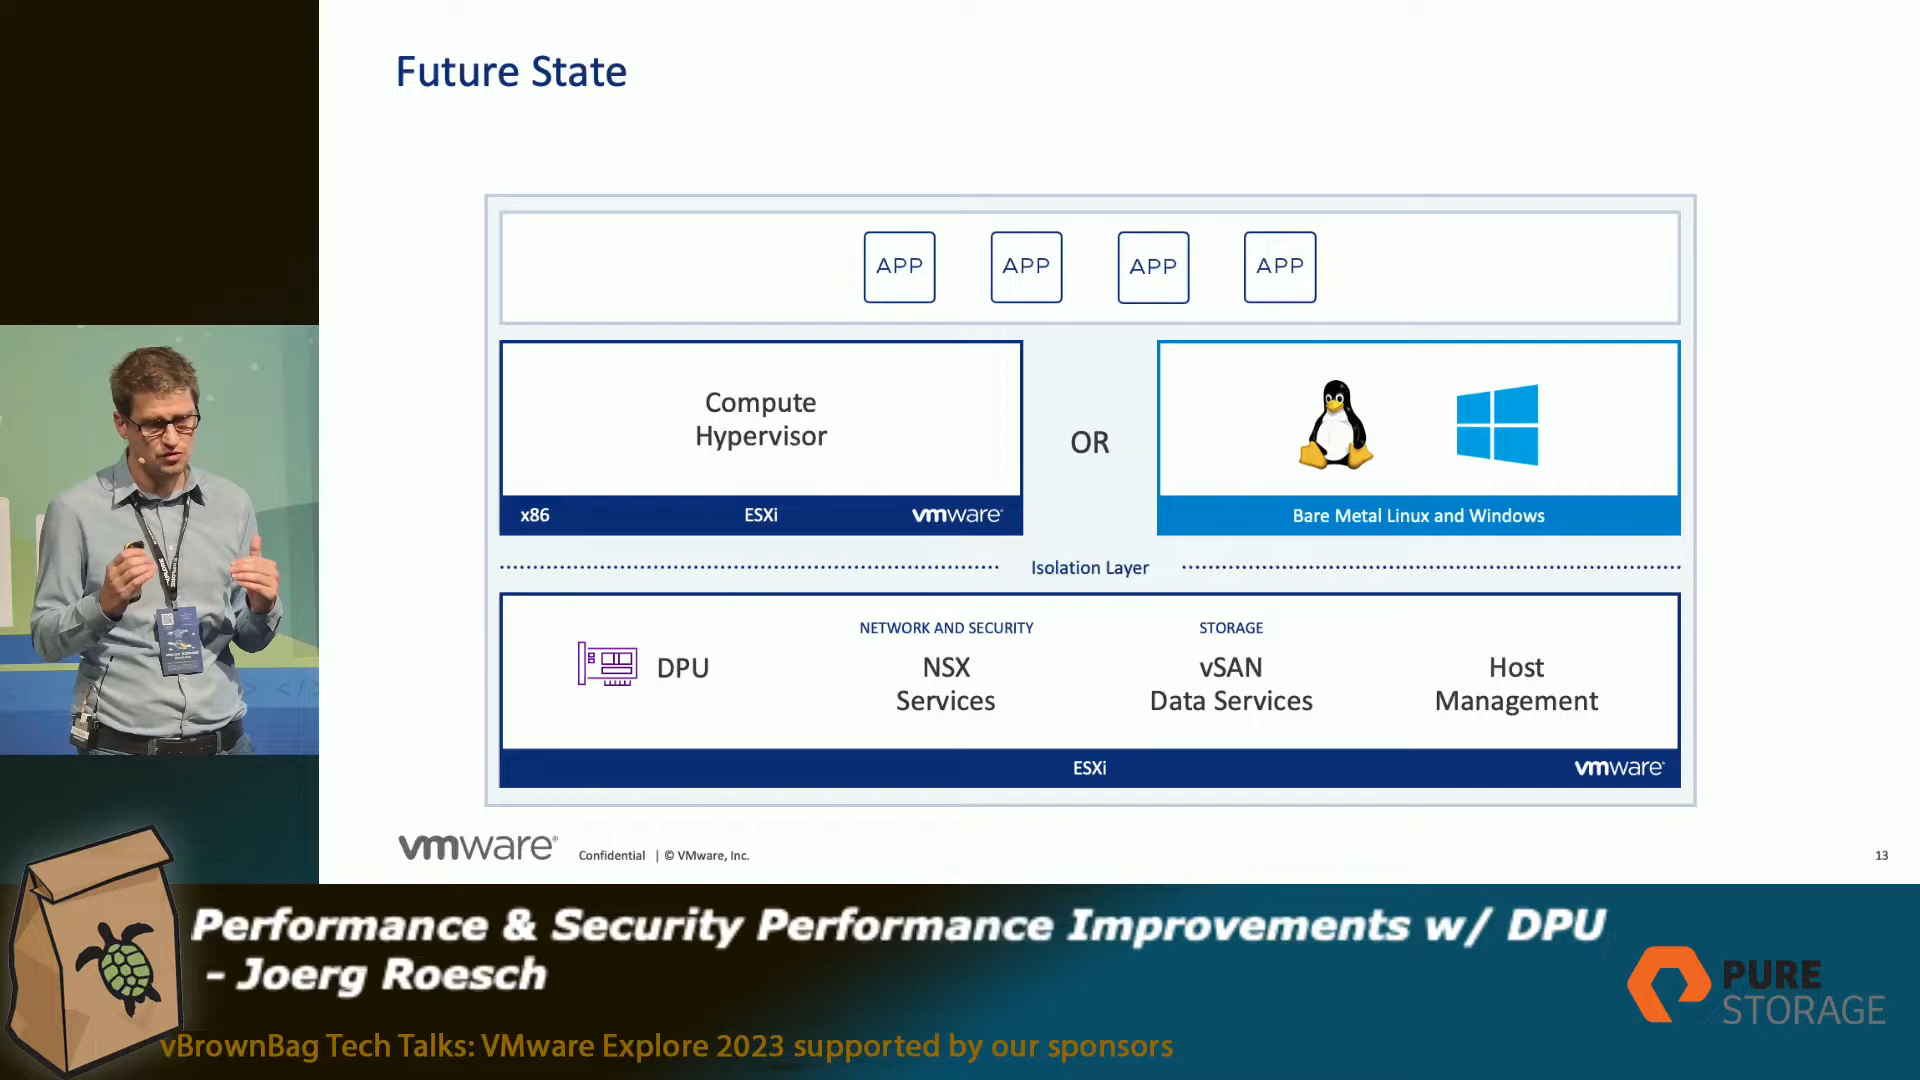 Future State
APP APP APP APP
Compute
Hypervisor
OR
x86 ESXi vmware®
Bare Metal Linux and Windows
Isolation Layer
NETWORK AND SECURITY STORAGE
DPU
NSX
Services
vSAN
Data Services
Host
Management
ESXi vmware®
vmware® Confidential | © VMware, Inc. 13
Performance & Security Performance Improvements w/ DPU
- Joerg Roesch
PURE
STORAGE
vBrownBag Tech Talks: VMware Explore 2023 supported by our sponsors